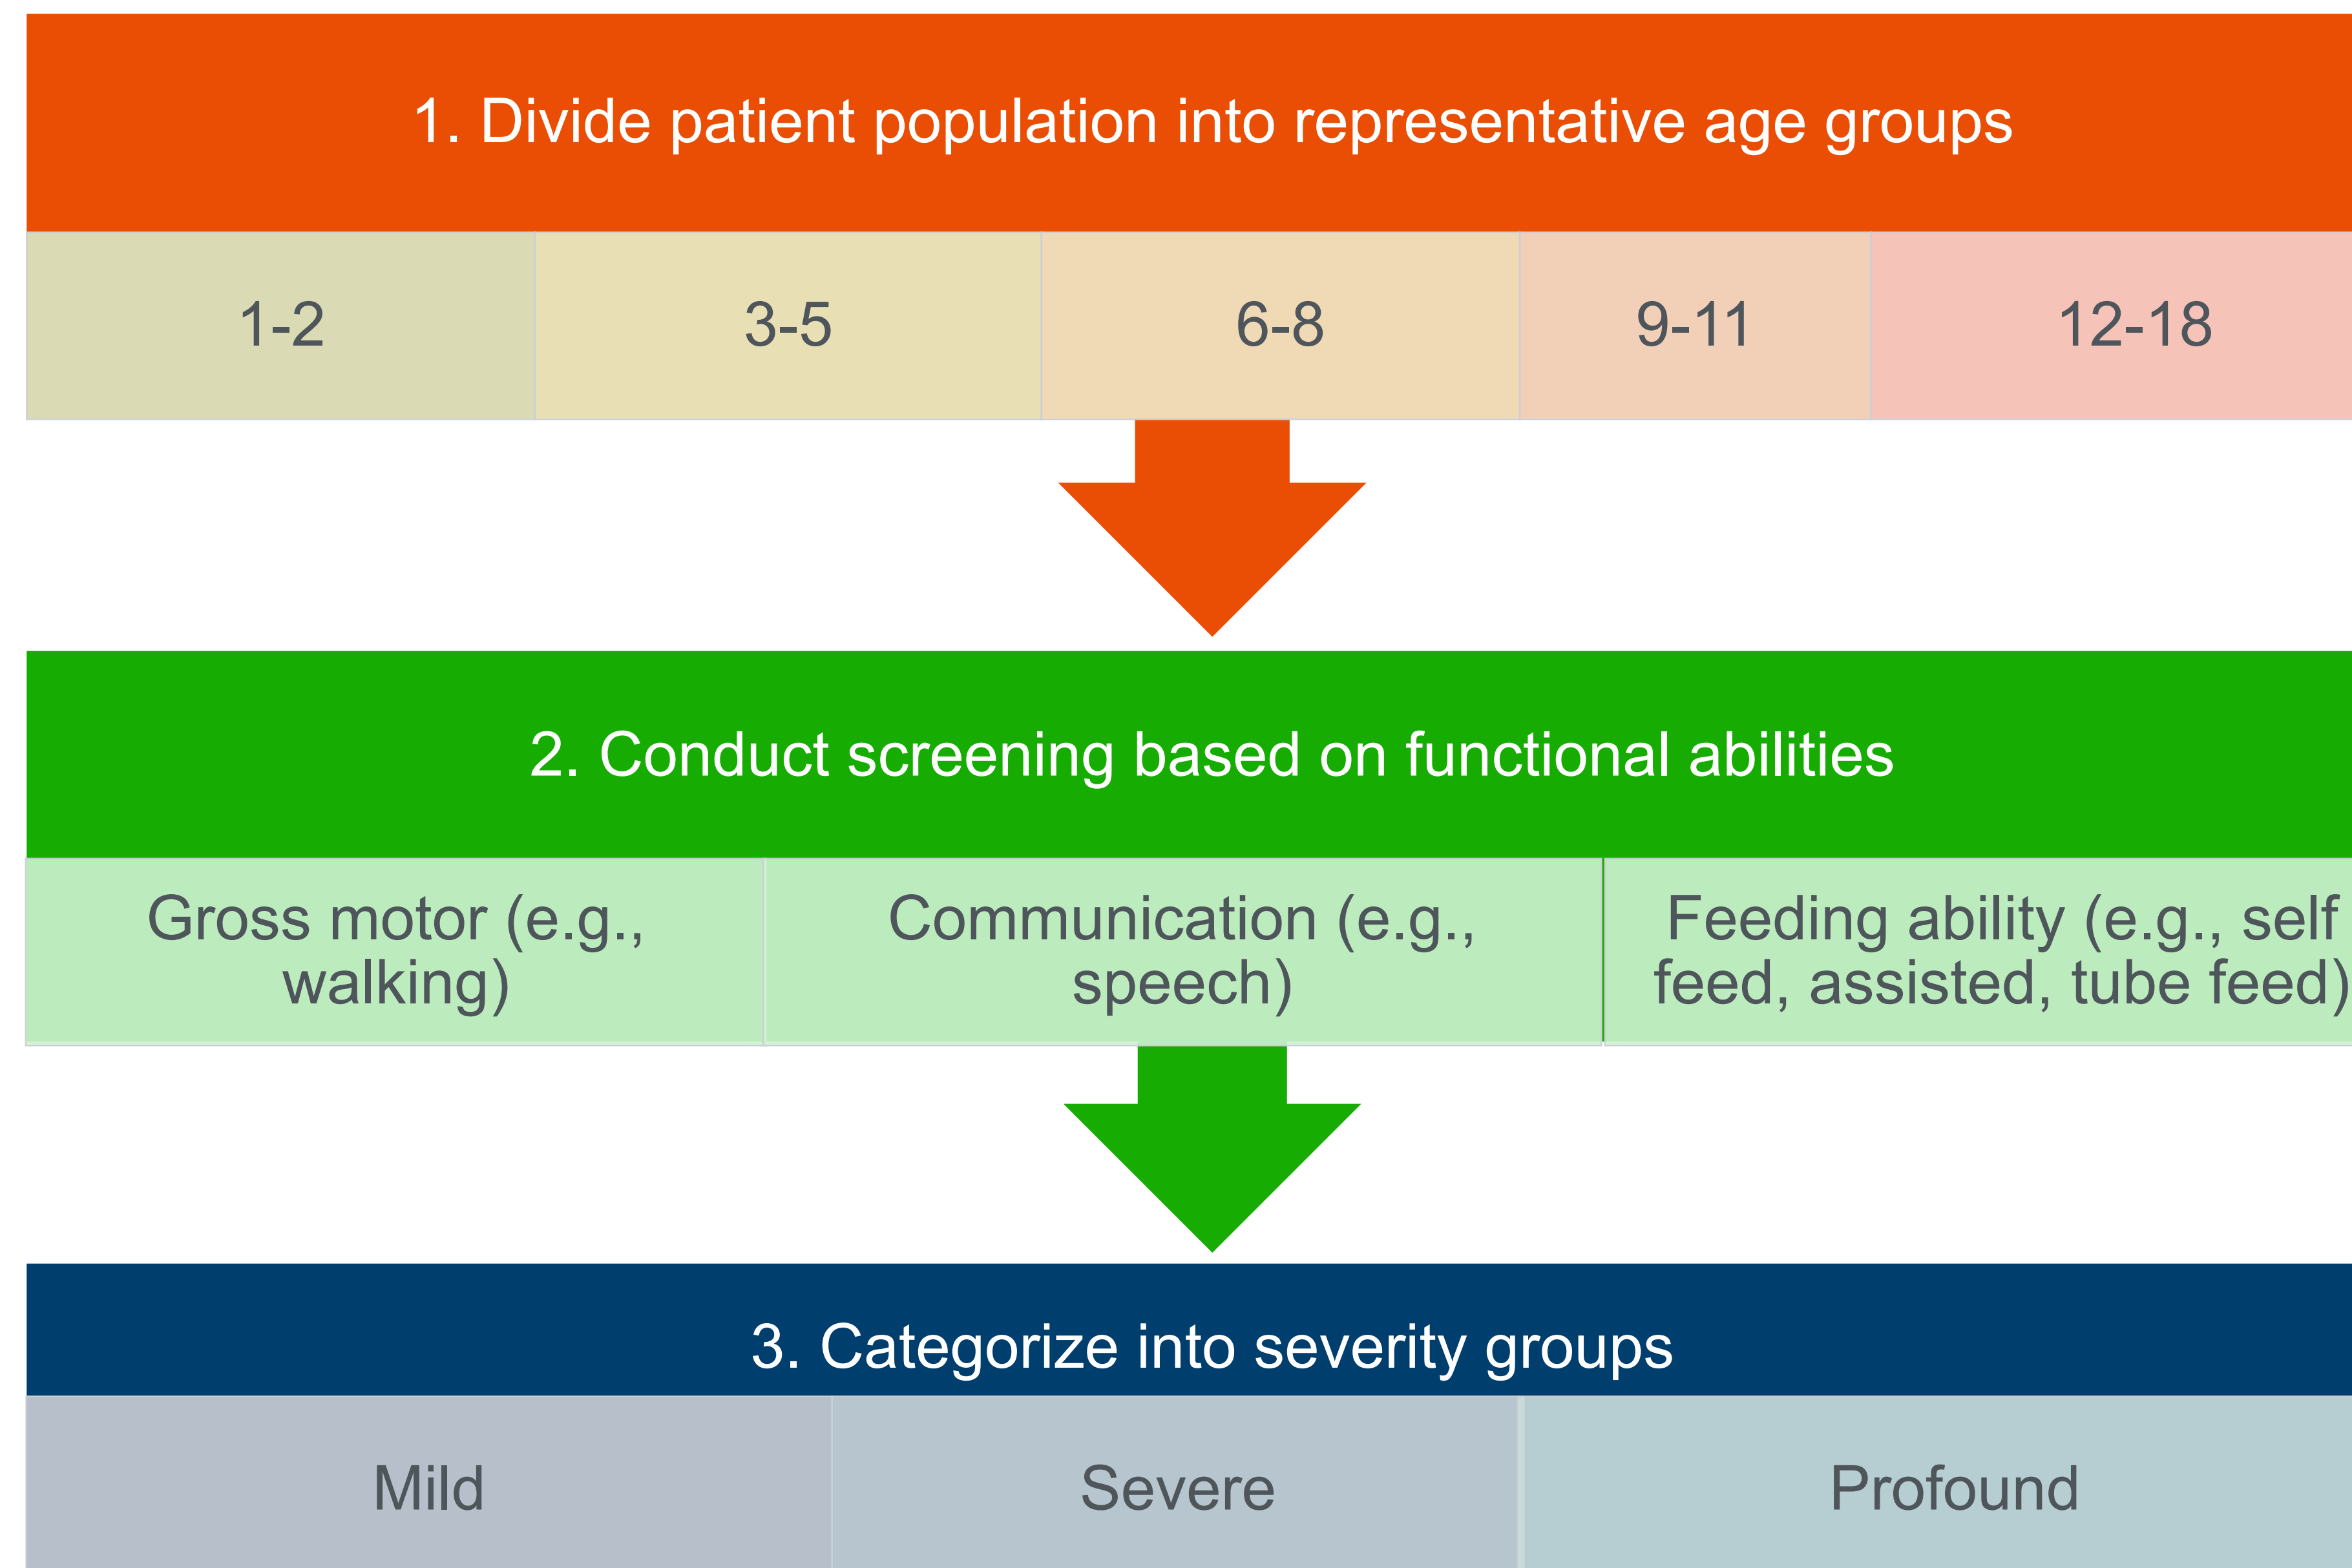 1. Divide patient population into representative age groups
1-2
3-5
6-8
9-11
12-18
2. Conduct screening based on functional abilities
Gross motor (e.g.,
walking)
Communication (e.g.,
speech)
Feeding ability (e.g., self
feed, assisted, tube feed)
3. Categorize into severity groups
Mild
Severe
Profound